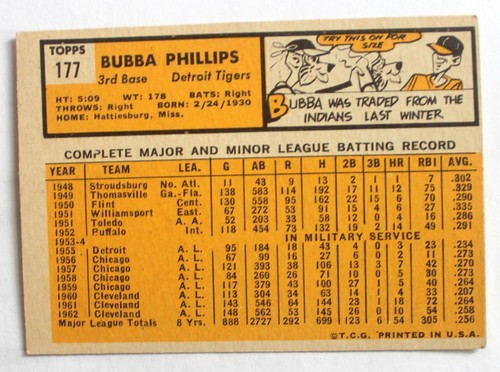 TOPPS
177
BUBBA PHILLIPS
3rd Base Detroit Tigers
HT: 5:09 WT: 178 BATS: Right
THROWS: Right BORN: 2/24/1930
HOME: Hattiesburg, Miss.
TRY THIS ON FOR SIZE
BUBBA WAS TRADED FROM THE
INDIANS LAST WINTER
COMPLETE MAJOR AND MINOR LEAGUE BATTING RECORD
YEAR TEAM LEA. G AB R H 2B 3B HR RBI AVG.
1948 Stroudsburg No. Atl. 11 43 9 13 2 1 1 7 .302
1949 Thomasville Ga.-Fla. 138 583 114 192 17 11 12 75 .329
1950 Flint Cent. 130 558 95 162 22 15 6 70 .290
1951 Williamsport East. 67 272 53 91 15 4 6 29 .335
1951 Toledo A. A. 52 203 33 58 12 0 4 16 .286
1952 Buffalo Int. 118 454 73 132 17 5 14 49 .291
1953-4 IN MILITARY SERVICE
1955 Detroit A. L. 95 184 18 43 4 0 3 23 .234
1956 Chicago A. L. 67 99 16 27 6 0 2 11 .273
1957 Chicago A. L. 121 393 38 106 13 3 7 42 .270
1958 Chicago A. L. 84 260 26 71 10 0 5 30 .273
1959 Chicago A. L. 117 379 43 100 27 1 5 40 .264
1960 Cleveland A. L. 113 304 34 63 14 1 4 33 .207
1961 Cleveland A. L. 143 546 64 144 23 1 18 72 .264
1962 Cleveland A. L. 148 562 53 145 26 0 10 54 .258
Major League Totals 8 Yrs. 888 2727 292 699 123 6 54 305 .256
©T.C.G. PRINTED IN U.S.A.